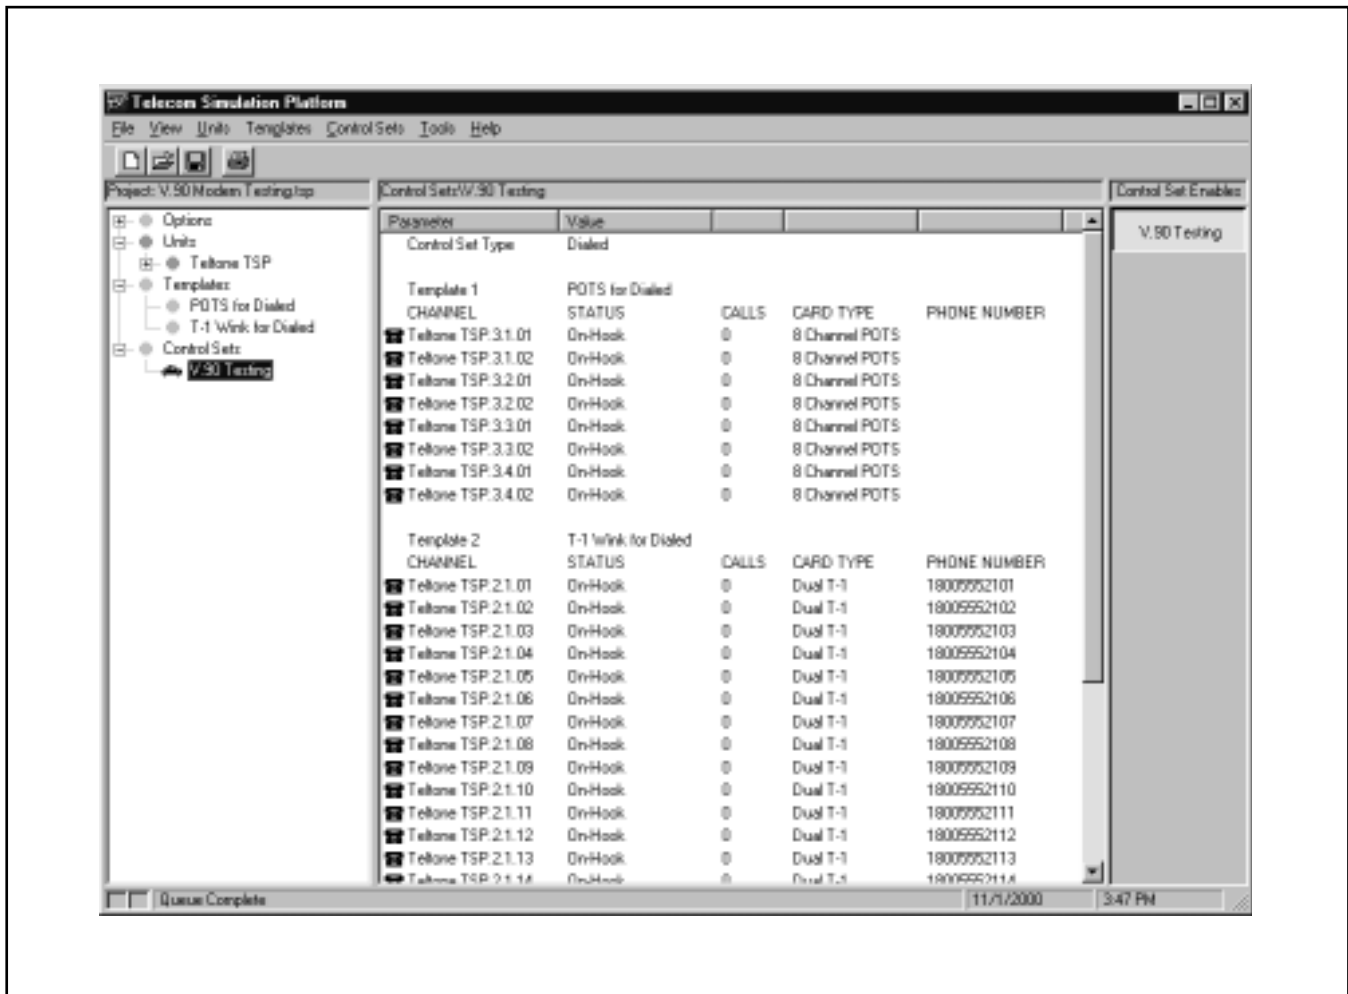 Telecom Simulation Platform
File View Units Templates Control Sets Tools Help
Project: V.90 Modem Testing.tsp
Control Sets\V.90 Testing
Control Set Enables
Options
Units
Teltone TSP
Templates
POTS for Dialed
T-1 Wink for Dialed
Control Sets
V.90 Testing
Parameter Value
Control Set Type Dialed
Template 1 POTS for Dialed
CHANNEL STATUS CALLS CARD TYPE PHONE NUMBER
Teltone TSP:3.1.01 On-Hook 0 8 Channel POTS
Teltone TSP:3.1.02 On-Hook 0 8 Channel POTS
Teltone TSP:3.2.01 On-Hook 0 8 Channel POTS
Teltone TSP:3.2.02 On-Hook 0 8 Channel POTS
Teltone TSP:3.3.01 On-Hook 0 8 Channel POTS
Teltone TSP:3.3.02 On-Hook 0 8 Channel POTS
Teltone TSP:3.4.01 On-Hook 0 8 Channel POTS
Teltone TSP:3.4.02 On-Hook 0 8 Channel POTS
Template 2 T-1 Wink for Dialed
CHANNEL STATUS CALLS CARD TYPE PHONE NUMBER
Teltone TSP:2.1.01 On-Hook 0 Dual T-1 18005552101
Teltone TSP:2.1.02 On-Hook 0 Dual T-1 18005552102
Teltone TSP:2.1.03 On-Hook 0 Dual T-1 18005552103
Teltone TSP:2.1.04 On-Hook 0 Dual T-1 18005552104
Teltone TSP:2.1.05 On-Hook 0 Dual T-1 18005552105
Teltone TSP:2.1.06 On-Hook 0 Dual T-1 18005552106
Teltone TSP:2.1.07 On-Hook 0 Dual T-1 18005552107
Teltone TSP:2.1.08 On-Hook 0 Dual T-1 18005552108
Teltone TSP:2.1.09 On-Hook 0 Dual T-1 18005552109
Teltone TSP:2.1.10 On-Hook 0 Dual T-1 18005552110
Teltone TSP:2.1.11 On-Hook 0 Dual T-1 18005552111
Teltone TSP:2.1.12 On-Hook 0 Dual T-1 18005552112
Teltone TSP:2.1.13 On-Hook 0 Dual T-1 18005552113
Teltone TSP:2.1.14 On-Hook 0 Dual T-1 18005552114
V.90 Testing
Queue Complete 11/1/2000 3:47 PM